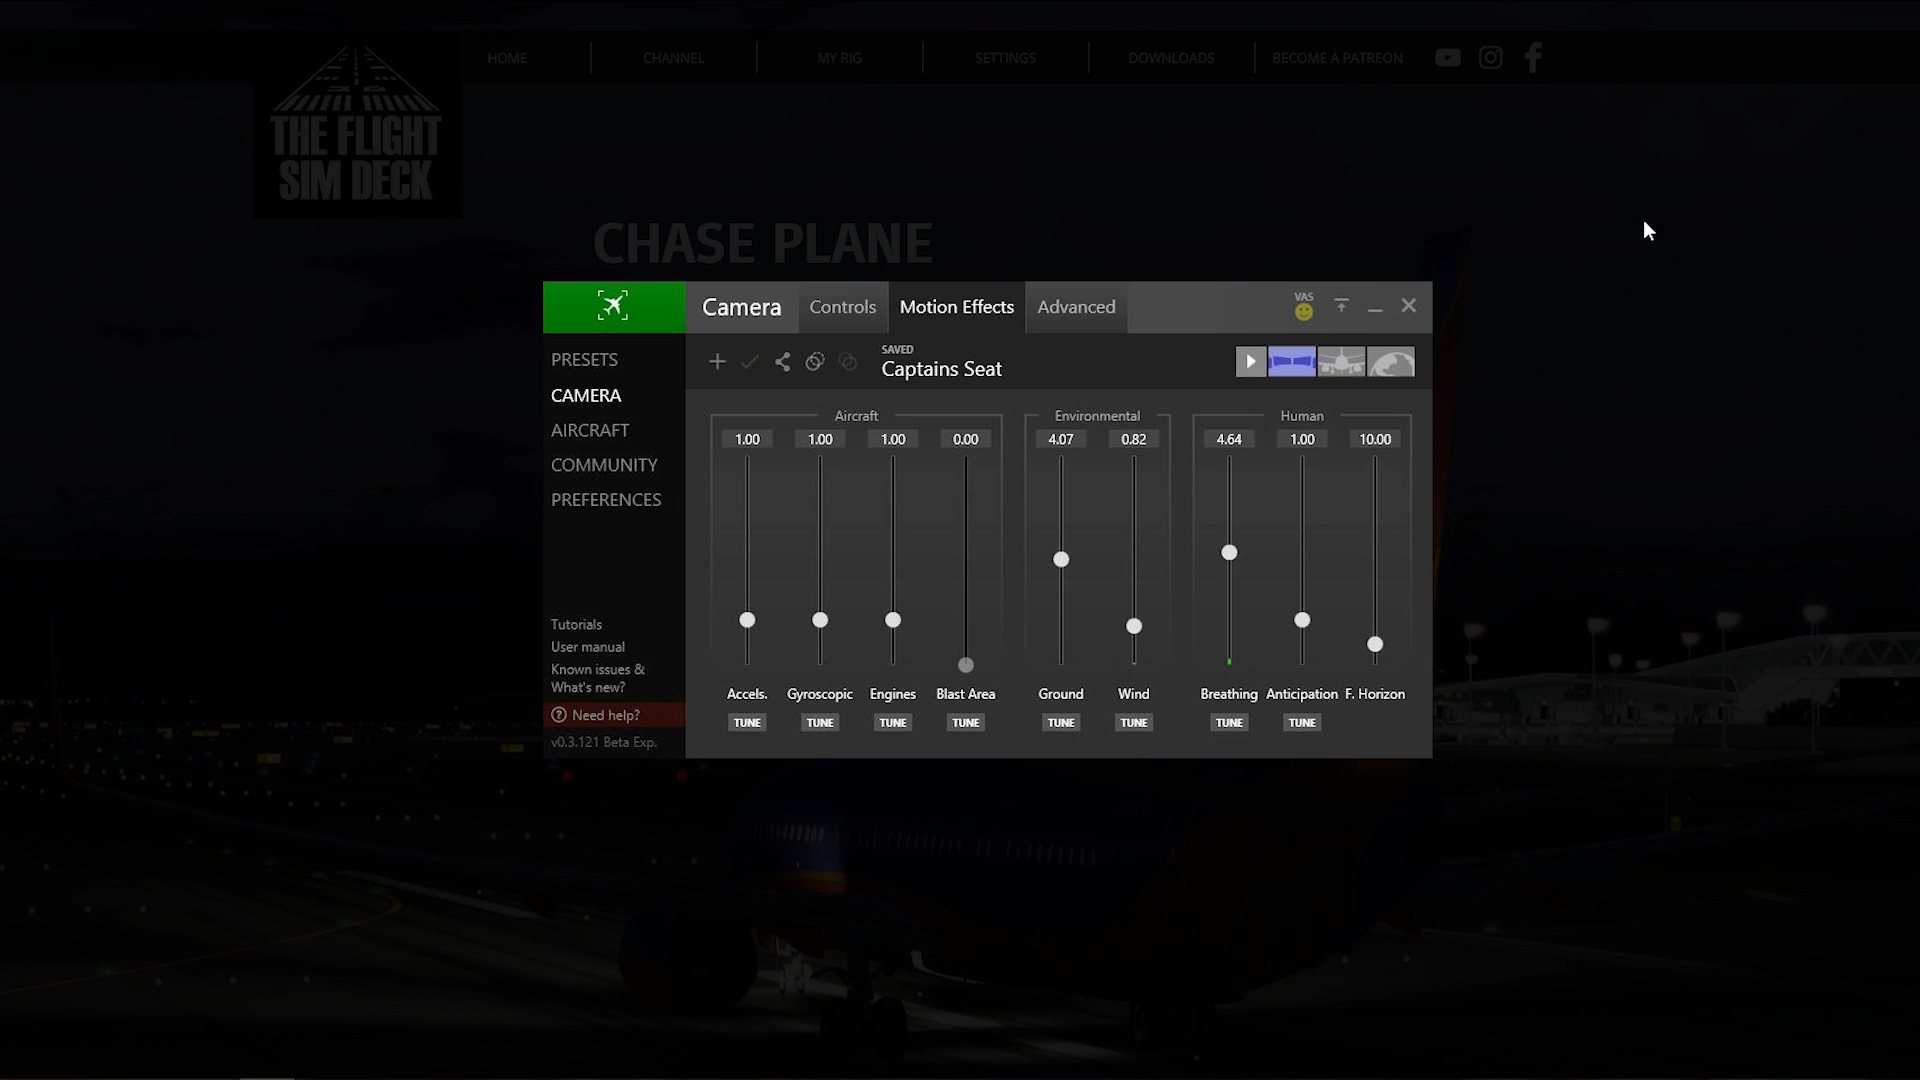 HOME
CHANNEL
MY RIG
SETTINGS
DOWNLOADS
BECOME A PATREON
THE FLIGHT
SIM DECK
CHASE PLANE
Camera
Controls
Motion Effects
Advanced
VAS
PRESETS
CAMERA
AIRCRAFT
COMMUNITY
PREFERENCES
Tutorials
User manual
Known issues &
What's new?
Need help?
v0.3.121 Beta Exp.
SAVED
Captains Seat
Aircraft
1.00 1.00 1.00 0.00
Accels. Gyroscopic Engines Blast Area
TUNE TUNE TUNE TUNE
Environmental
4.07 0.82
Ground Wind
TUNE TUNE
Human
4.64 1.00 10.00
Breathing Anticipation F. Horizon
TUNE TUNE